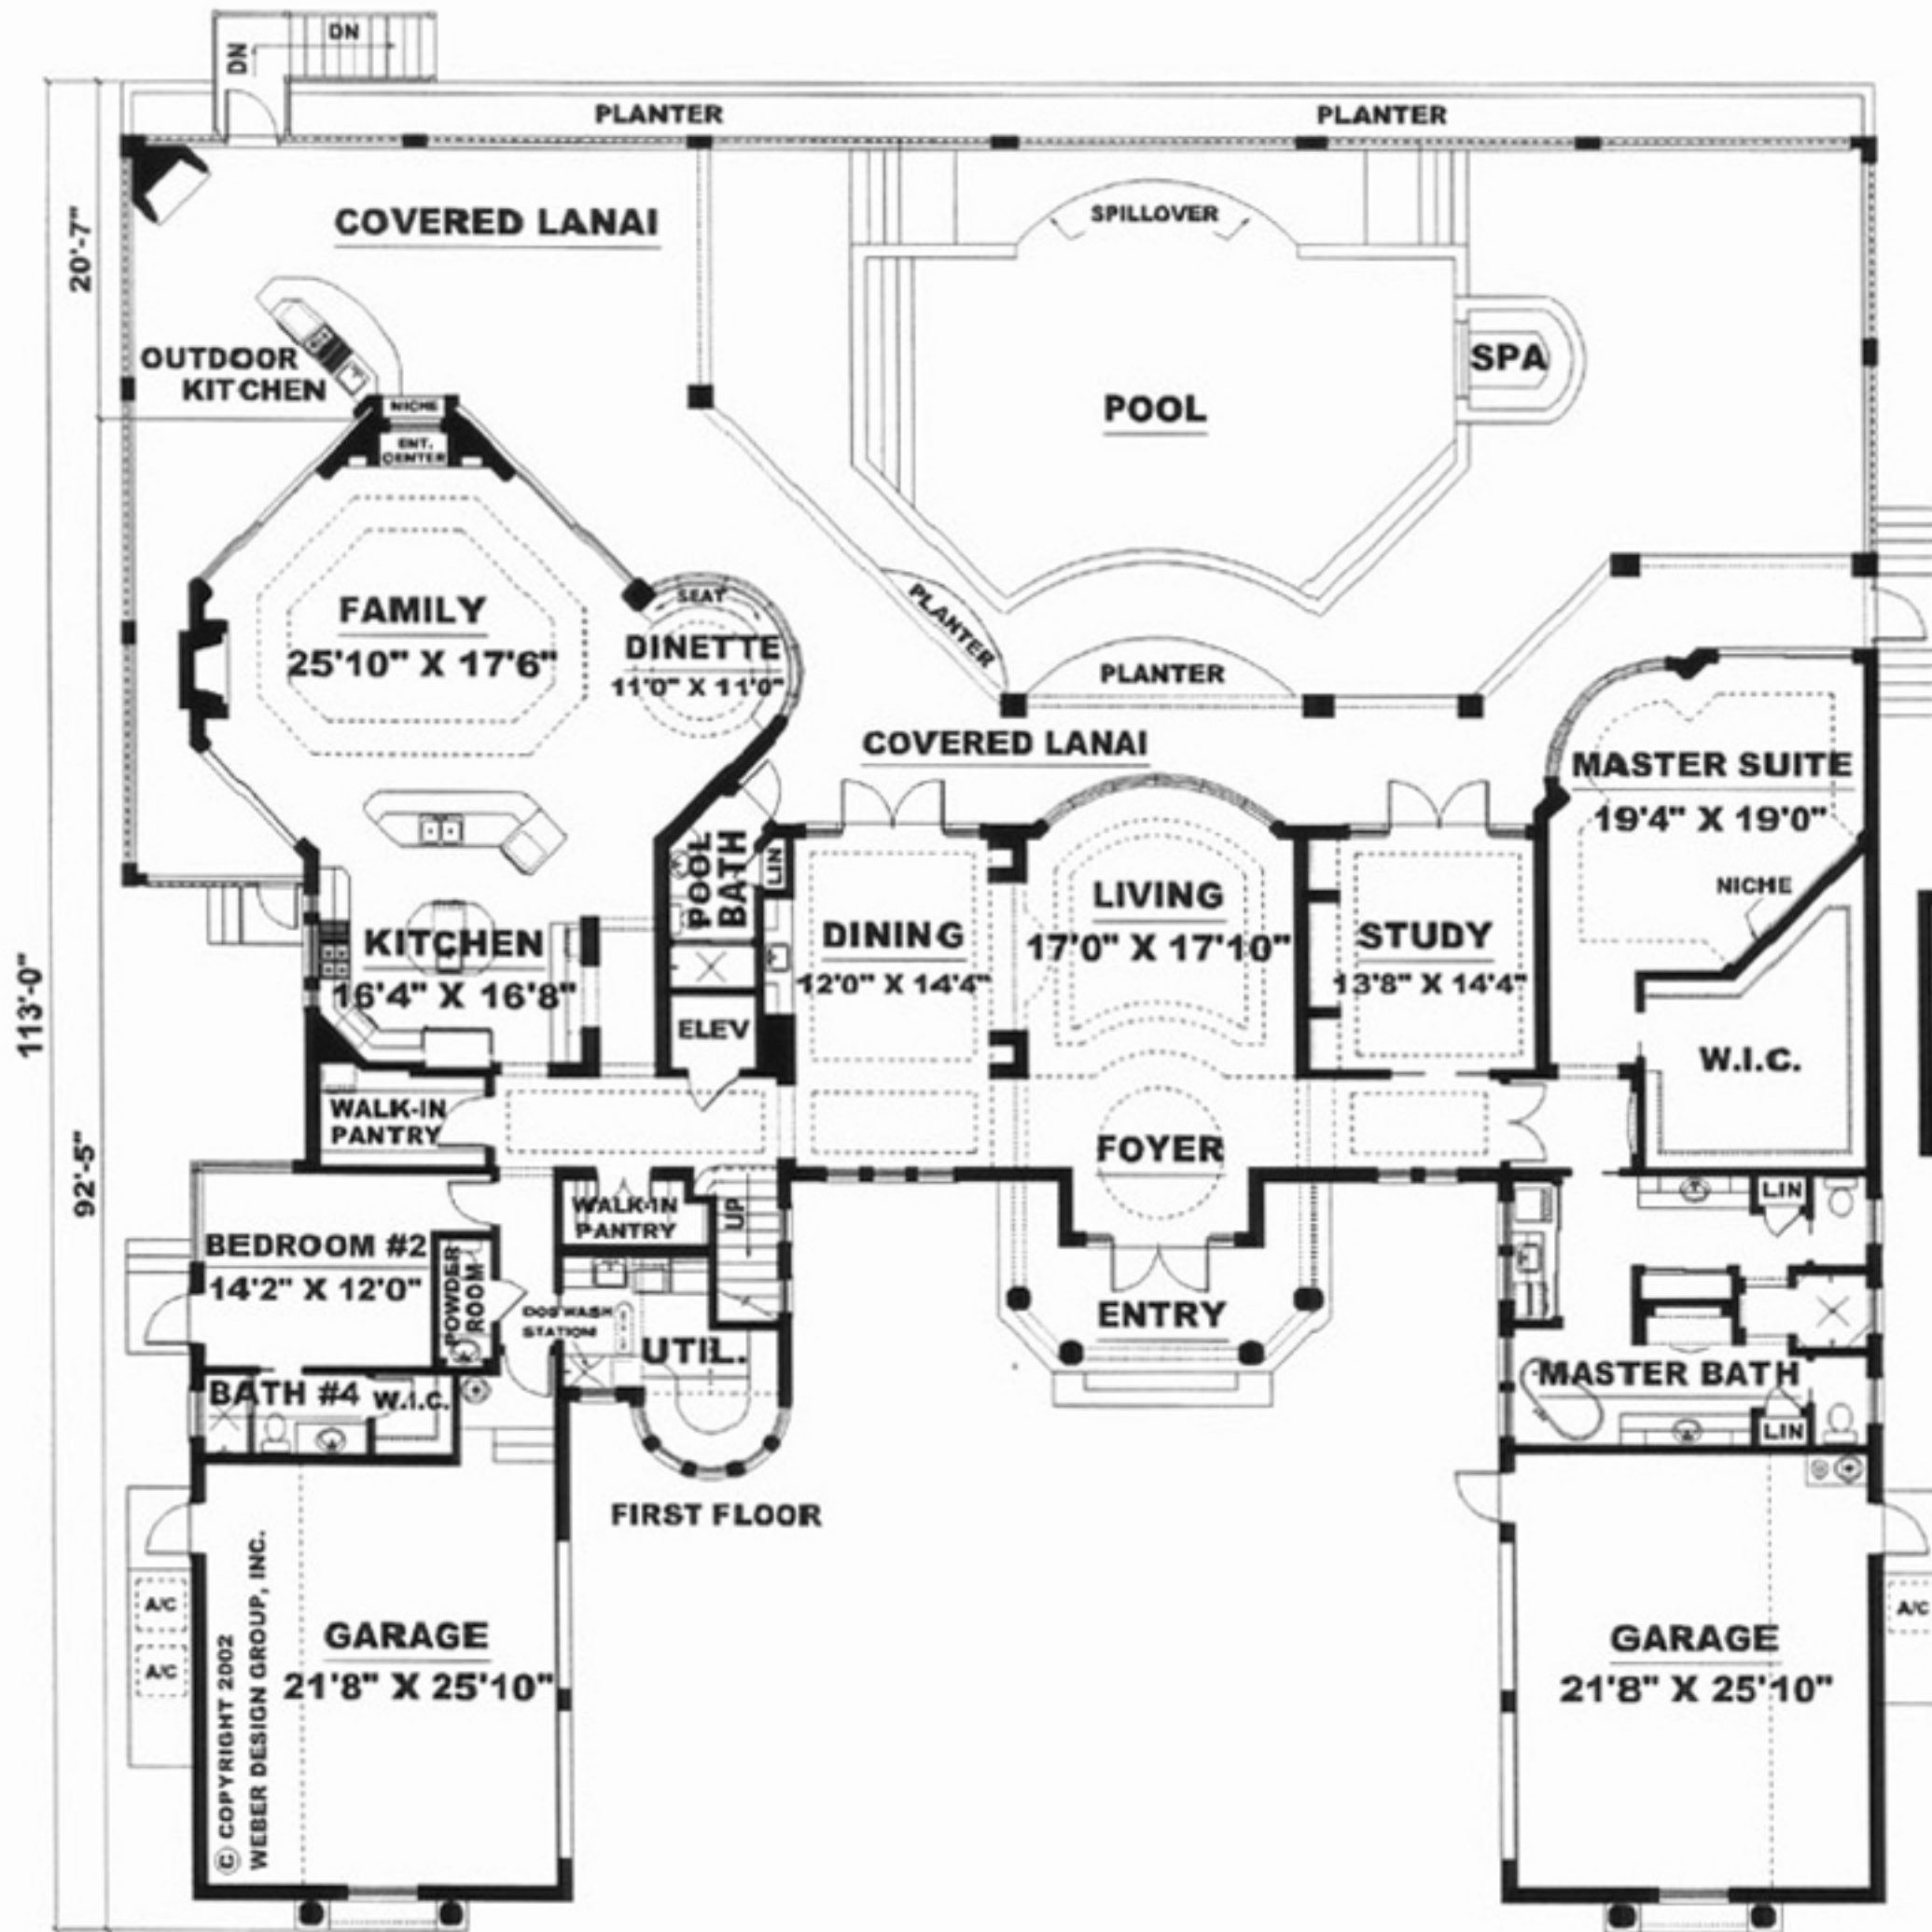 DN
DN
PLANTER
PLANTER
COVERED LANAI
SPILLOVER
20'-7"
OUTDOOR
KITCHEN
SPA
NICHE
POOL
ENT.
CENTER
FAMILY
25'10" X 17'6"
SEAT
DINETTE
11'0" X 11'0"
PLANTER
PLANTER
COVERED LANAI
MASTER SUITE
19'4" X 19'0"
POOL
BATH
LIN
NICHE
LIVING
17'0" X 17'10"
DINING
12'0" X 14'4"
STUDY
13'8" X 14'4"
KITCHEN
16'4" X 16'8"
113'-0"
ELEV
W.I.C.
WALK-IN
PANTRY
FOYER
92'-5"
LIN
WALK-IN
PANTRY
UP
BEDROOM #2
14'2" X 12'0"
POWDER
ROOM
DOG WASH
STATION
UTIL.
ENTRY
MASTER BATH
BATH #4
W.I.C.
LIN
FIRST FLOOR
A/C
A/C
A/C
GARAGE
21'8" X 25'10"
GARAGE
21'8" X 25'10"
© COPYRIGHT 2002
WEBER DESIGN GROUP, INC.